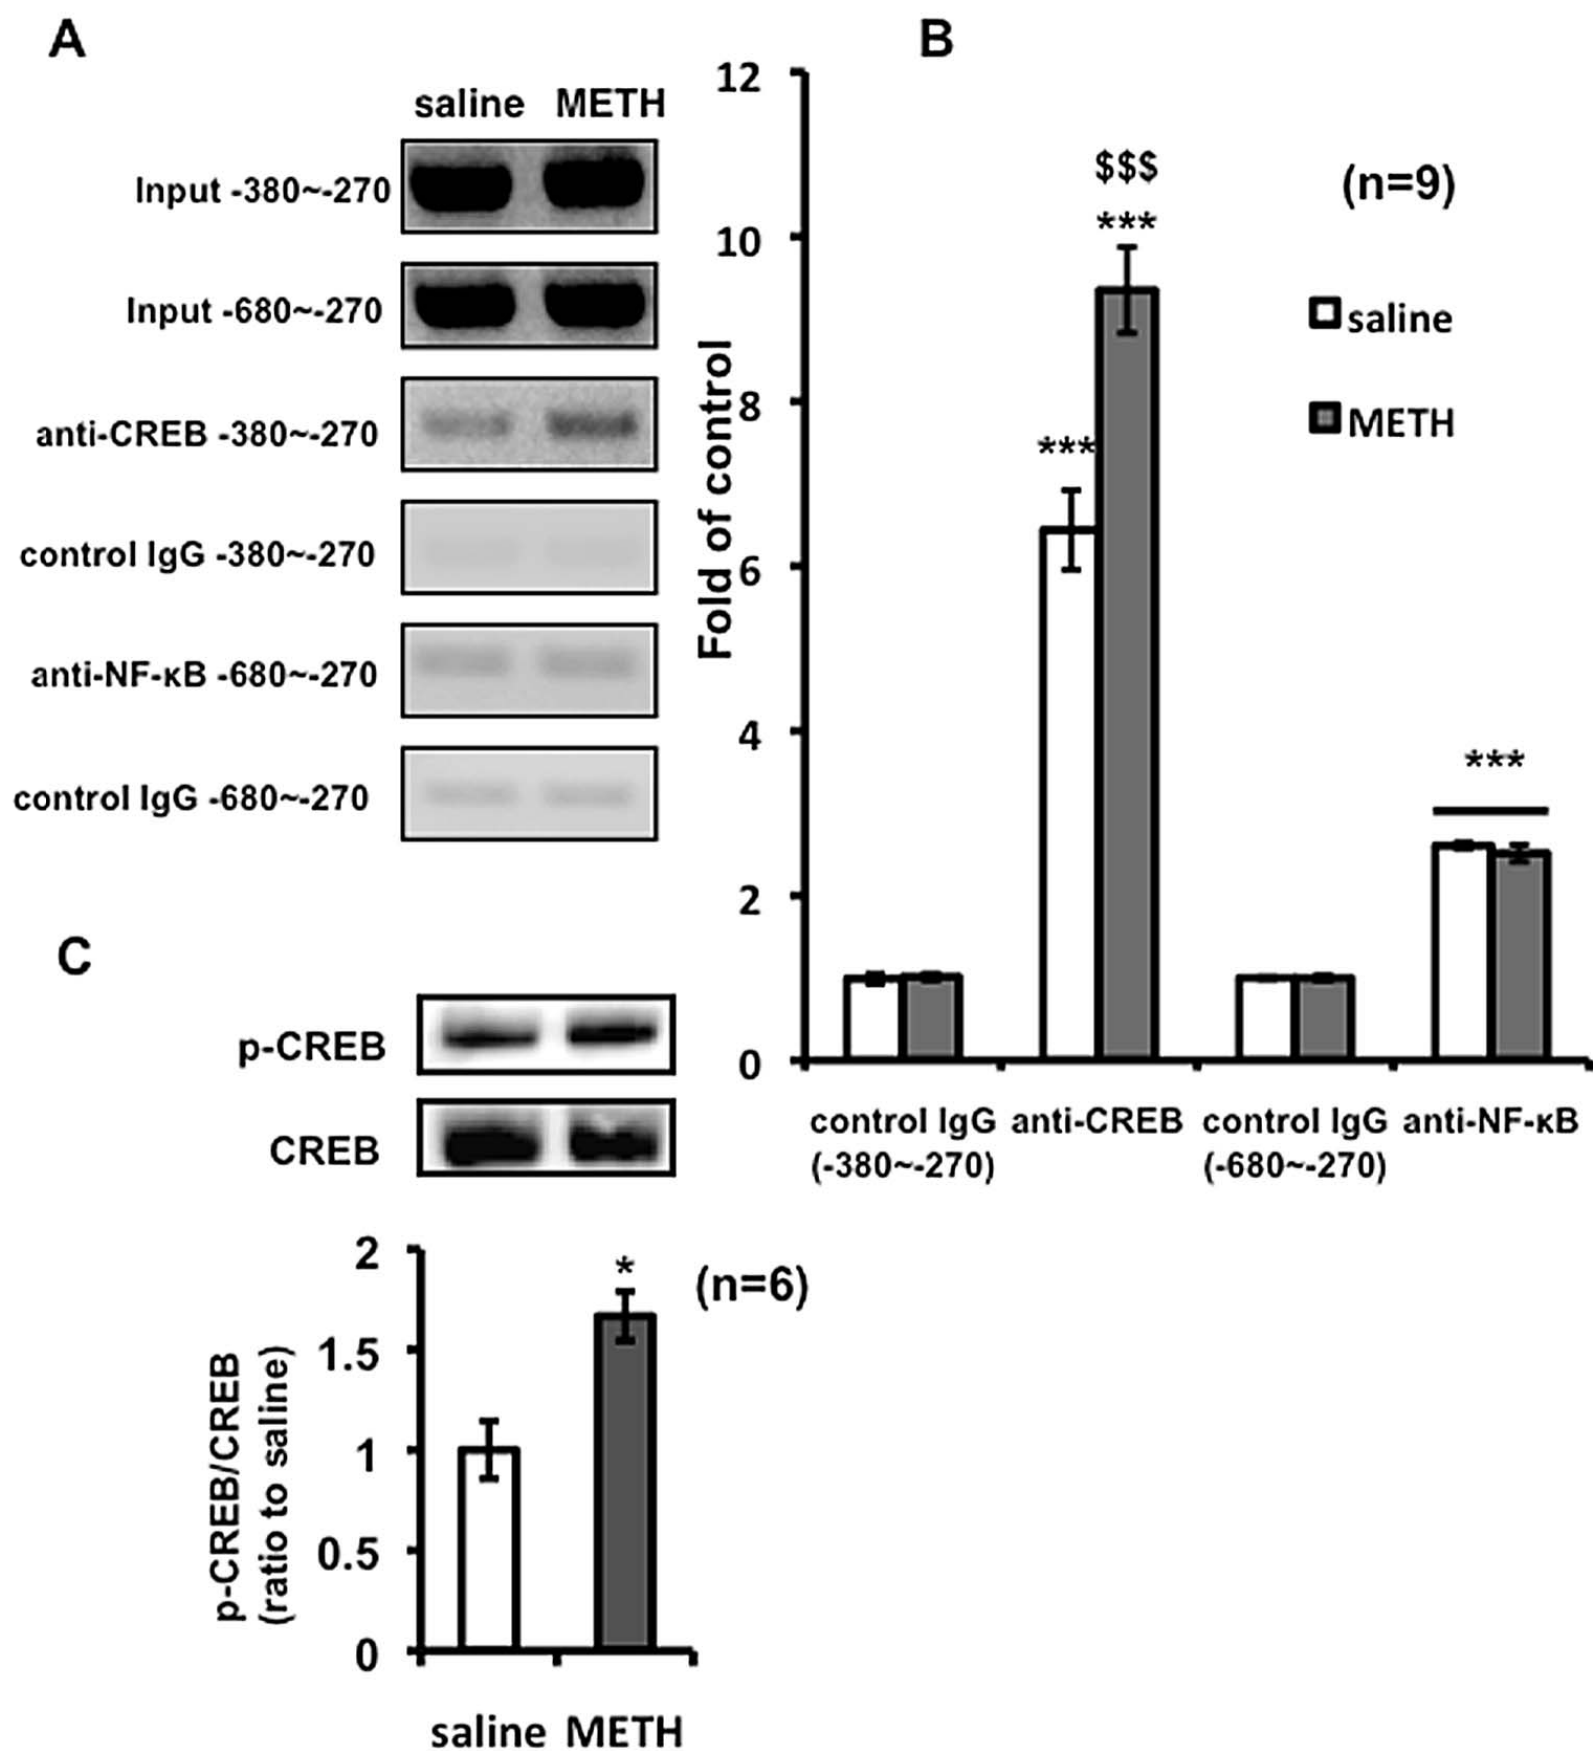 A
saline METH
Input -380~-270
Input -680~-270
anti-CREB -380~-270
control IgG -380~-270
anti-NF-κB -680~-270
control IgG -680~-270
B
12
10
8
6
4
2
0
Fold of control
$$$
***
***
***
(n=9)
saline
METH
control IgG anti-CREB control IgG anti-NF-κB
(-380~-270) (-680~-270)
C
p-CREB
CREB
2
1.5
1
0.5
0
p-CREB/CREB
(ratio to saline)
*
(n=6)
saline METH